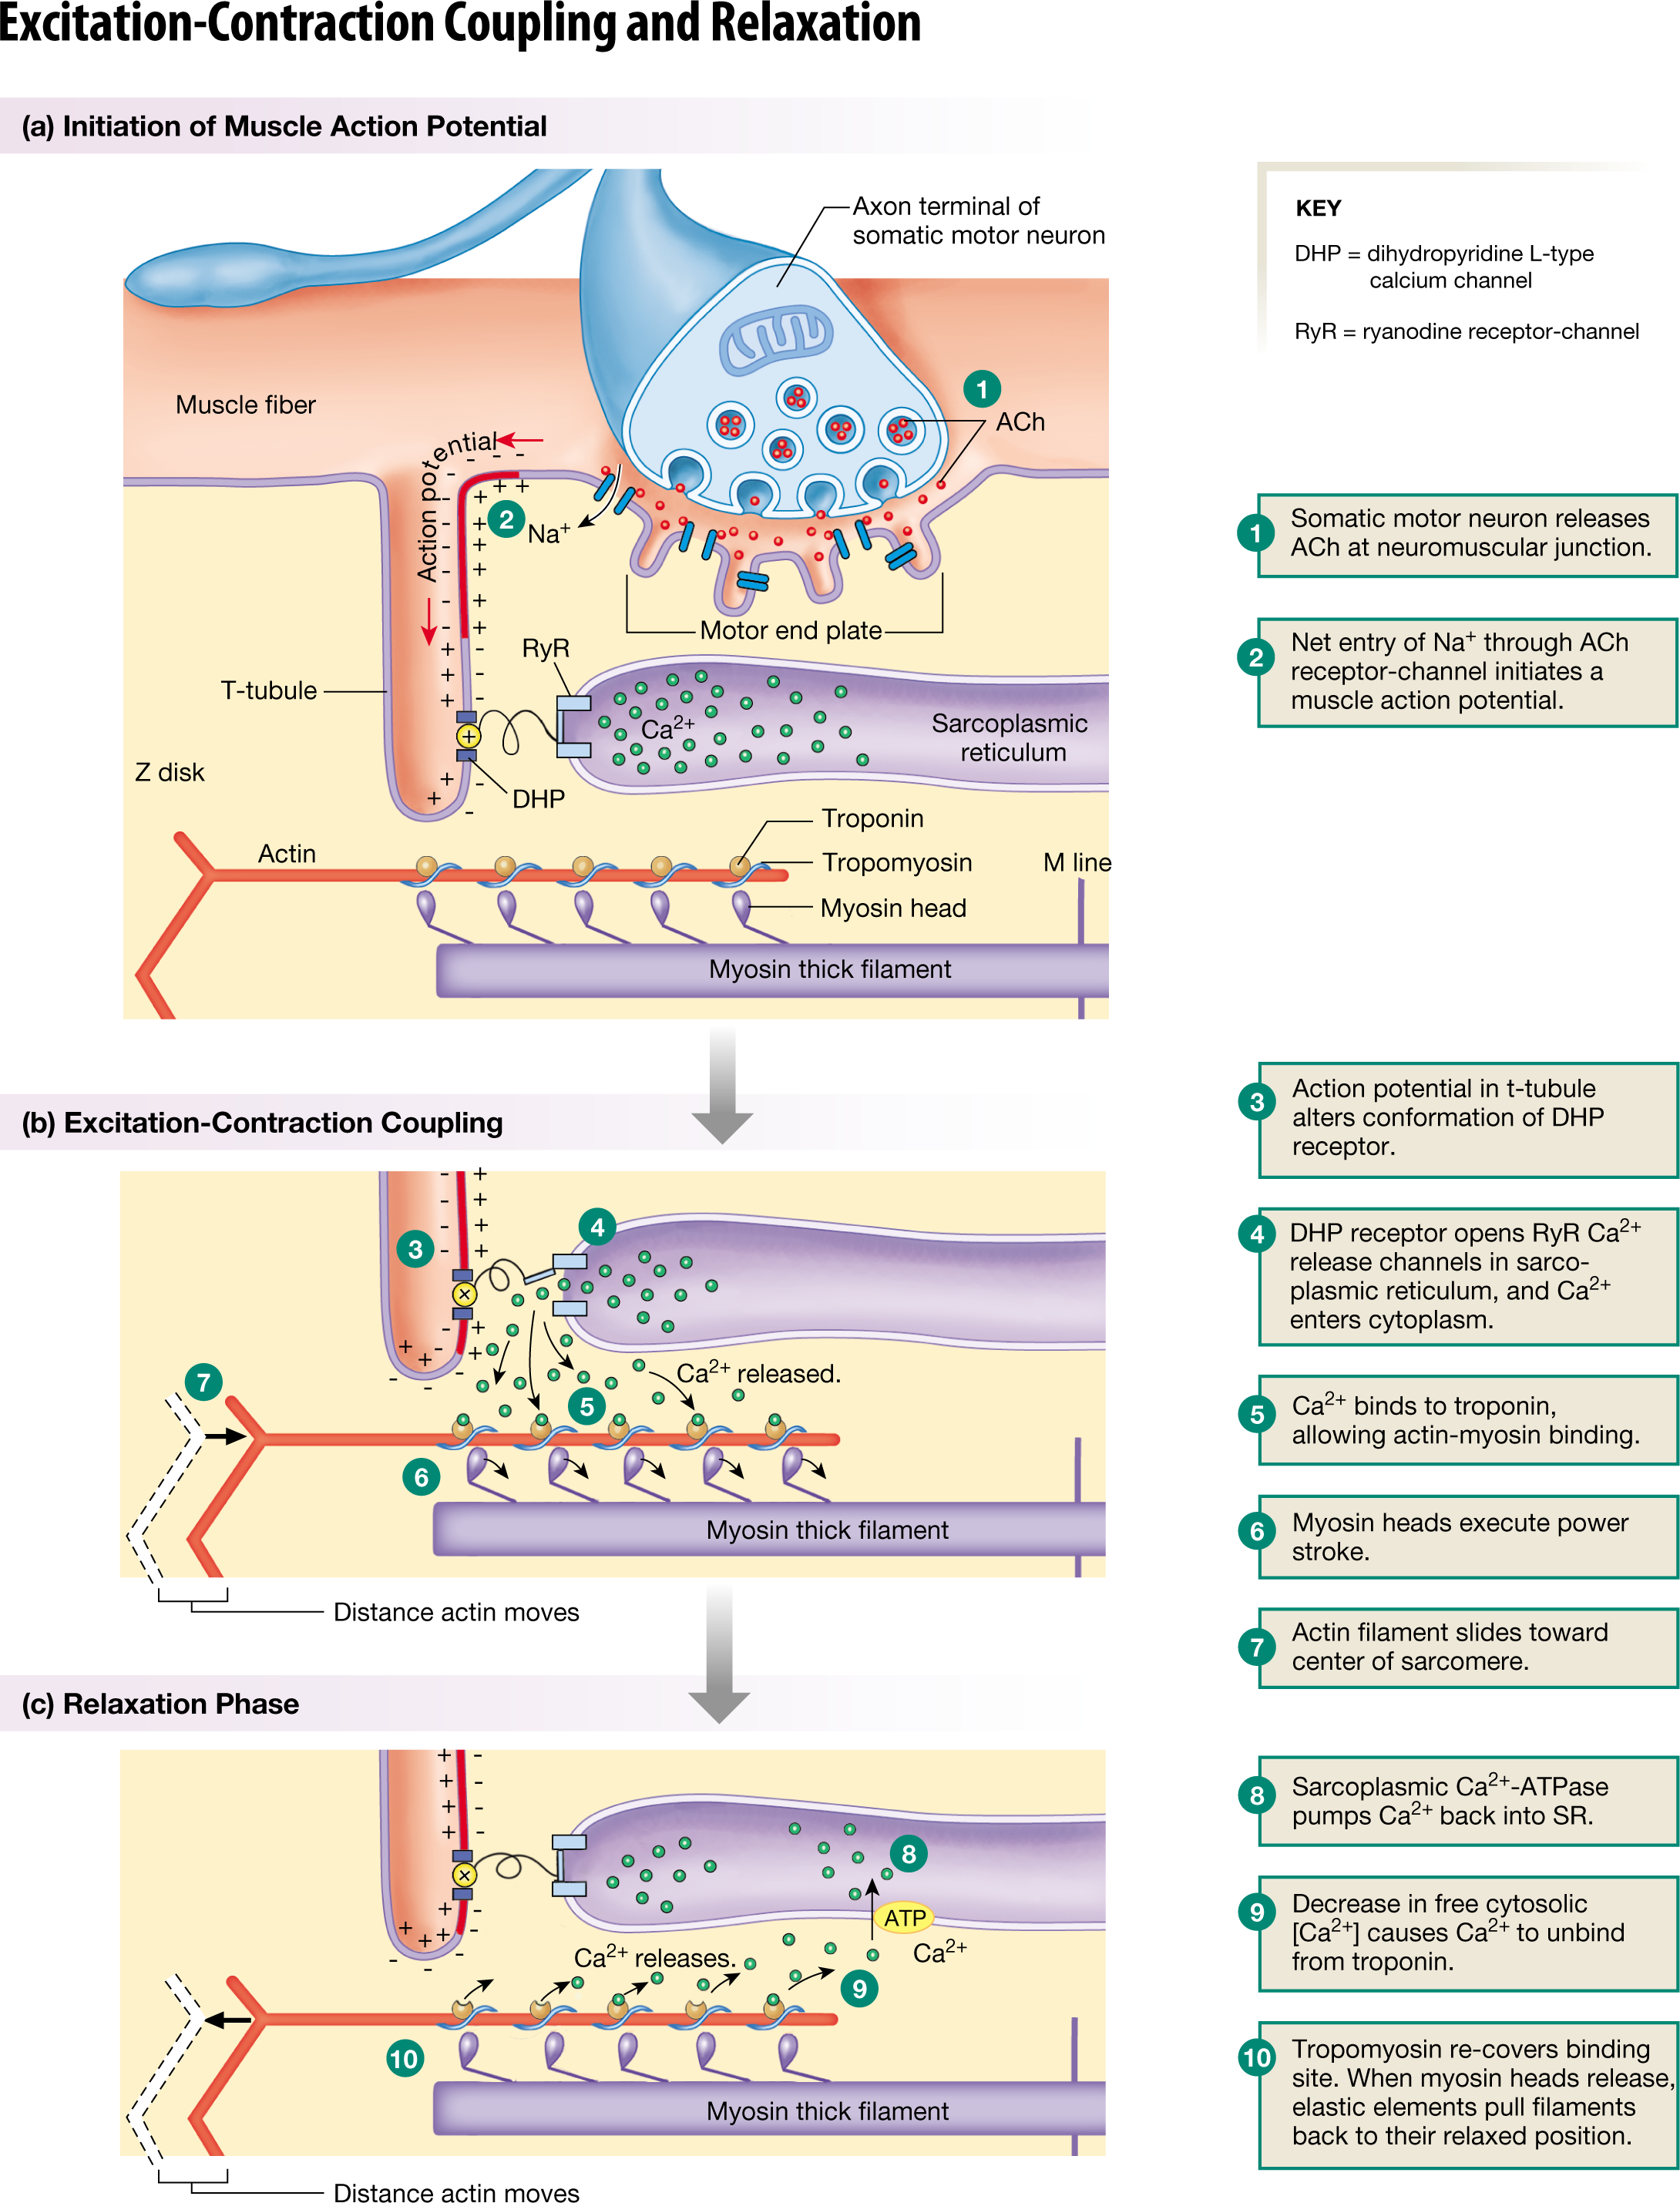 Excitation-Contraction Coupling and Relaxation
(a) Initiation of Muscle Action Potential
Axon terminal of
somatic motor neuron
KEY
DHP = dihydropyridine L-type
calcium channel
RyR = ryanodine receptor-channel
Muscle fiber
1
ACh
Action potential
2
Na⁺
Motor end plate
RyR
T-tubule
Ca²⁺
Sarcoplasmic
reticulum
Z disk
DHP
Troponin
Actin
Tropomyosin
M line
Myosin head
Myosin thick filament
1 Somatic motor neuron releases
ACh at neuromuscular junction.
2 Net entry of Na⁺ through ACh
receptor-channel initiates a
muscle action potential.
(b) Excitation-Contraction Coupling
3
4
Ca²⁺ released.
5
7
6
Myosin thick filament
Distance actin moves
3 Action potential in t-tubule
alters conformation of DHP
receptor.
4 DHP receptor opens RyR Ca²⁺
release channels in sarco-
plasmic reticulum, and Ca²⁺
enters cytoplasm.
5 Ca²⁺ binds to troponin,
allowing actin-myosin binding.
6 Myosin heads execute power
stroke.
7 Actin filament slides toward
center of sarcomere.
(c) Relaxation Phase
8
ATP
Ca²⁺ releases.
Ca²⁺
9
10
Myosin thick filament
Distance actin moves
8 Sarcoplasmic Ca²⁺-ATPase
pumps Ca²⁺ back into SR.
9 Decrease in free cytosolic
[Ca²⁺] causes Ca²⁺ to unbind
from troponin.
10 Tropomyosin re-covers binding
site. When myosin heads release,
elastic elements pull filaments
back to their relaxed position.